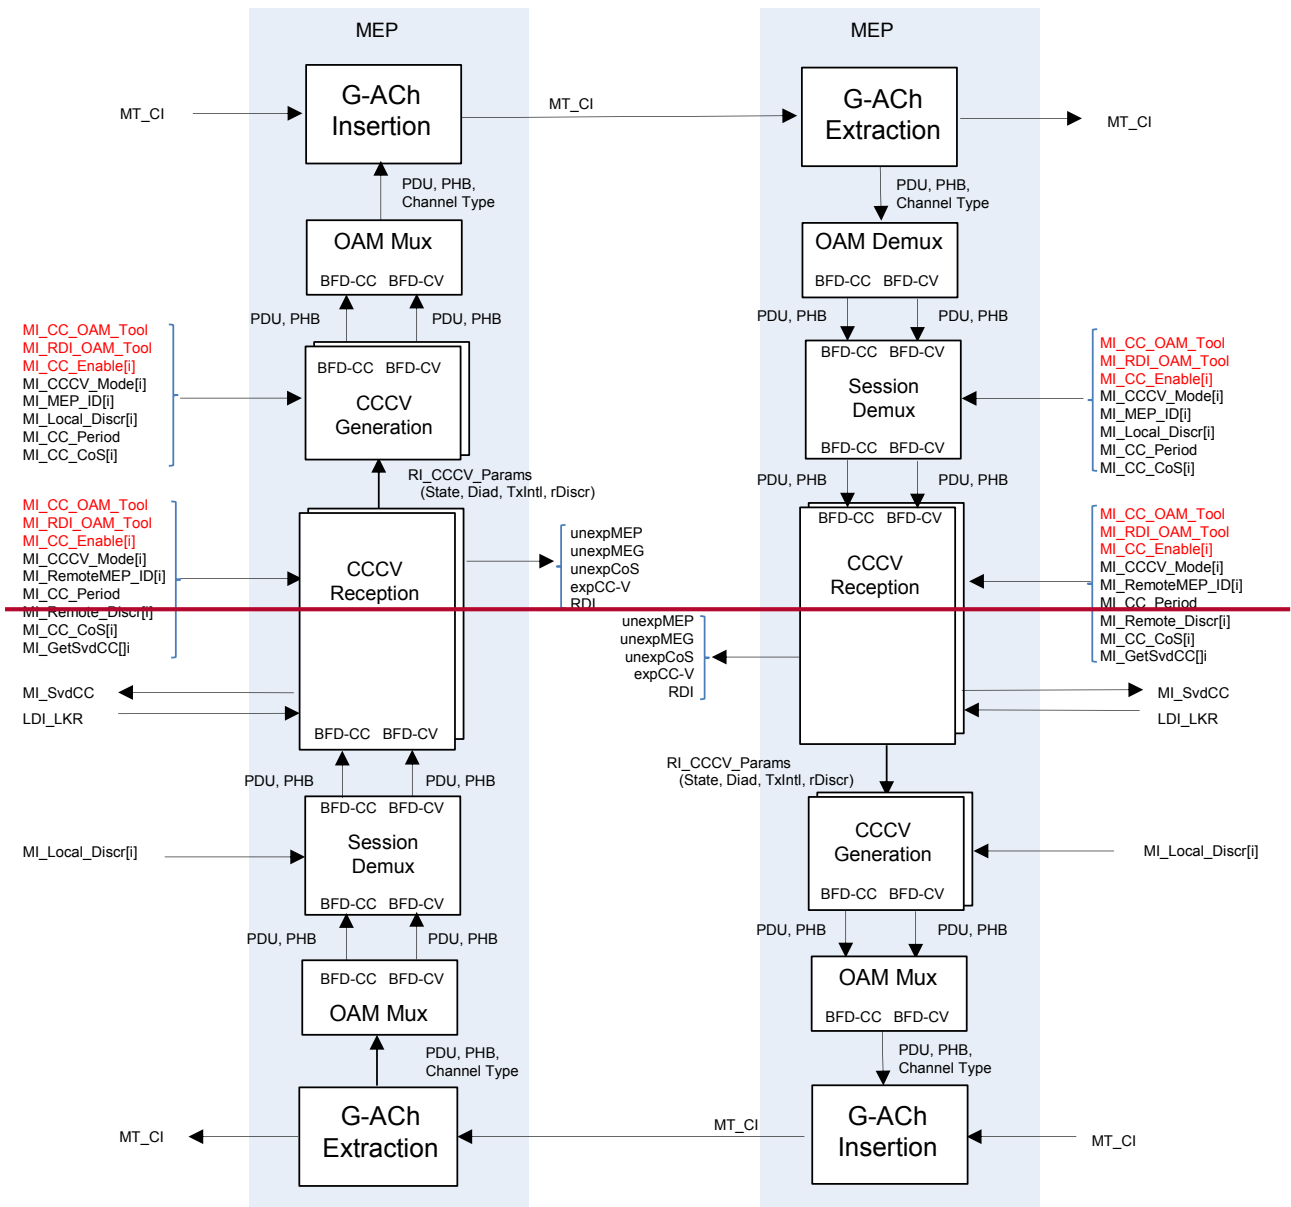 MEP
MEP
G-ACh
Insertion
G-ACh
Extraction
MT_CI
MT_CI
MT_CI
PDU, PHB,
Channel Type
PDU, PHB,
Channel Type
OAM Mux
BFD-CC BFD-CV
OAM Demux
BFD-CC BFD-CV
PDU, PHB
PDU, PHB
PDU, PHB
PDU, PHB
MI_CC_OAM_Tool
MI_RDI_OAM_Tool
MI_CC_Enable[i]
MI_CCCV_Mode[i]
MI_MEP_ID[i]
MI_Local_Discr[i]
MI_CC_Period
MI_CC_CoS[i]
BFD-CC BFD-CV
CCCV
Generation
BFD-CC BFD-CV
Session
Demux
BFD-CC BFD-CV
MI_CC_OAM_Tool
MI_RDI_OAM_Tool
MI_CC_Enable[i]
MI_CCCV_Mode[i]
MI_MEP_ID[i]
MI_Local_Discr[i]
MI_CC_Period
MI_CC_CoS[i]
RI_CCCV_Params
(State, Diad, TxIntl, rDiscr)
PDU, PHB
PDU, PHB
MI_CC_OAM_Tool
MI_RDI_OAM_Tool
MI_CC_Enable[i]
MI_CCCV_Mode[i]
MI_RemoteMEP_ID[i]
MI_CC_Period
MI_Remote_Discr[i]
MI_CC_CoS[i]
MI_GetSvdCC[]i
CCCV
Reception
unexpMEP
unexpMEG
unexpCoS
expCC-V
RDI
unexpMEP
unexpMEG
unexpCoS
expCC-V
RDI
BFD-CC BFD-CV
CCCV
Reception
MI_CC_OAM_Tool
MI_RDI_OAM_Tool
MI_CC_Enable[i]
MI_CCCV_Mode[i]
MI_RemoteMEP_ID[i]
MI_CC_Period
MI_Remote_Discr[i]
MI_CC_CoS[i]
MI_GetSvdCC[]i
MI_SvdCC
LDI_LKR
MI_SvdCC
LDI_LKR
BFD-CC BFD-CV
PDU, PHB
PDU, PHB
RI_CCCV_Params
(State, Diad, TxIntl, rDiscr)
MI_Local_Discr[i]
BFD-CC BFD-CV
Session
Demux
BFD-CC BFD-CV
CCCV
Generation
BFD-CC BFD-CV
MI_Local_Discr[i]
PDU, PHB
PDU, PHB
PDU, PHB
PDU, PHB
BFD-CC BFD-CV
OAM Mux
OAM Mux
BFD-CC BFD-CV
PDU, PHB,
Channel Type
PDU, PHB,
Channel Type
MT_CI
G-ACh
Extraction
MT_CI
G-ACh
Insertion
MT_CI